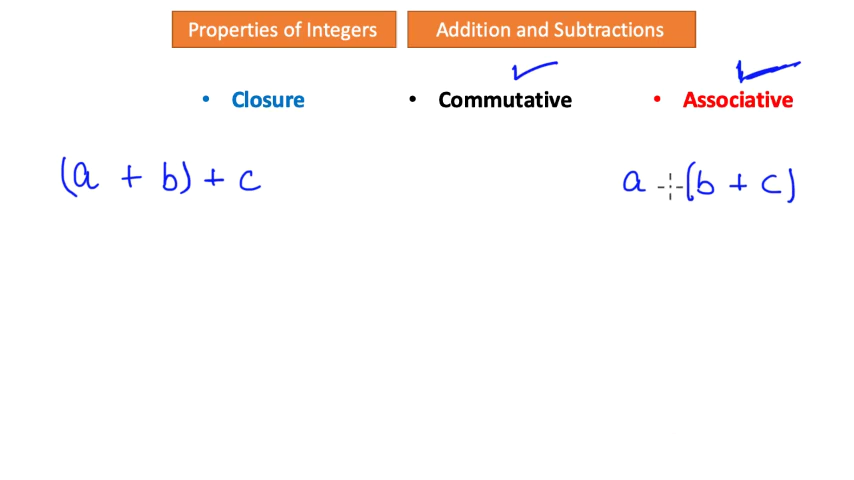 Properties of Integers Addition and Subtractions
• Closure • Commutative • Associative
(a + b) + c a (b + c)